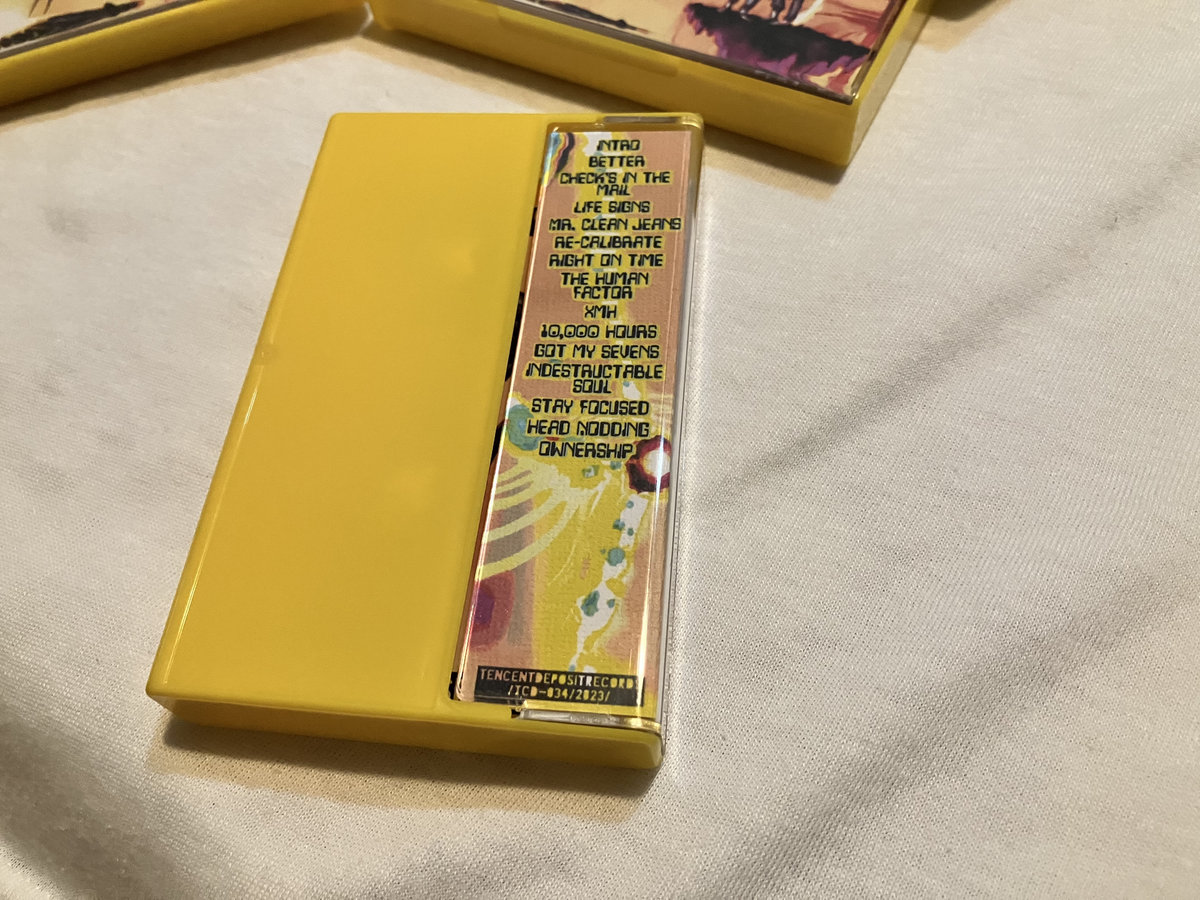 INTRO
BETTER
CHECK'S IN THE
MAIL
LIFE SIGNS
MR. CLEAN JEANS
RE-CALIBRATE
RIGHT ON TIME
THE HUMAN
FACTOR
XMH
10,000 HOURS
GOT MY SEVENS
INDESTRUCTABLE
SOUL
STAY FOCUSED
HEAD NODDING
OWNERSHIP
TENCENTDEPOSITRECORDS
/TCD-034/2023/